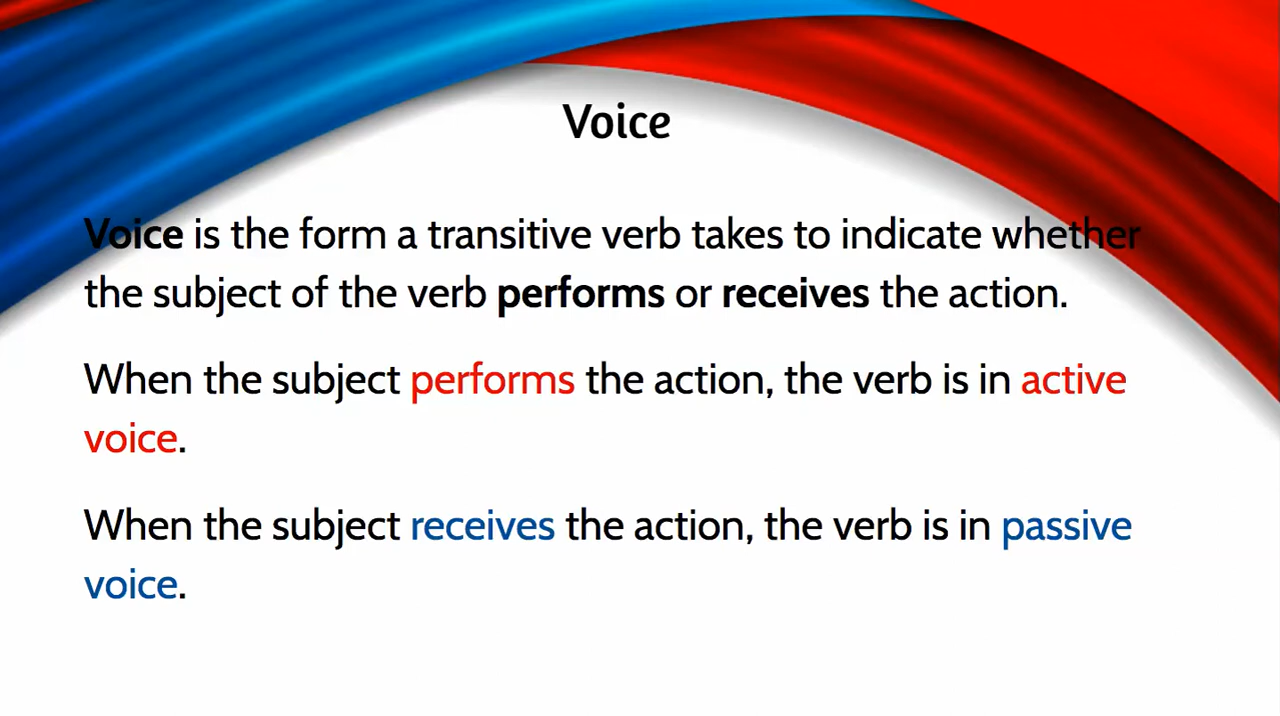 Voice
Voice is the form a transitive verb takes to indicate whether
the subject of the verb performs or receives the action.
When the subject performs the action, the verb is in active
voice.
When the subject receives the action, the verb is in passive
voice.